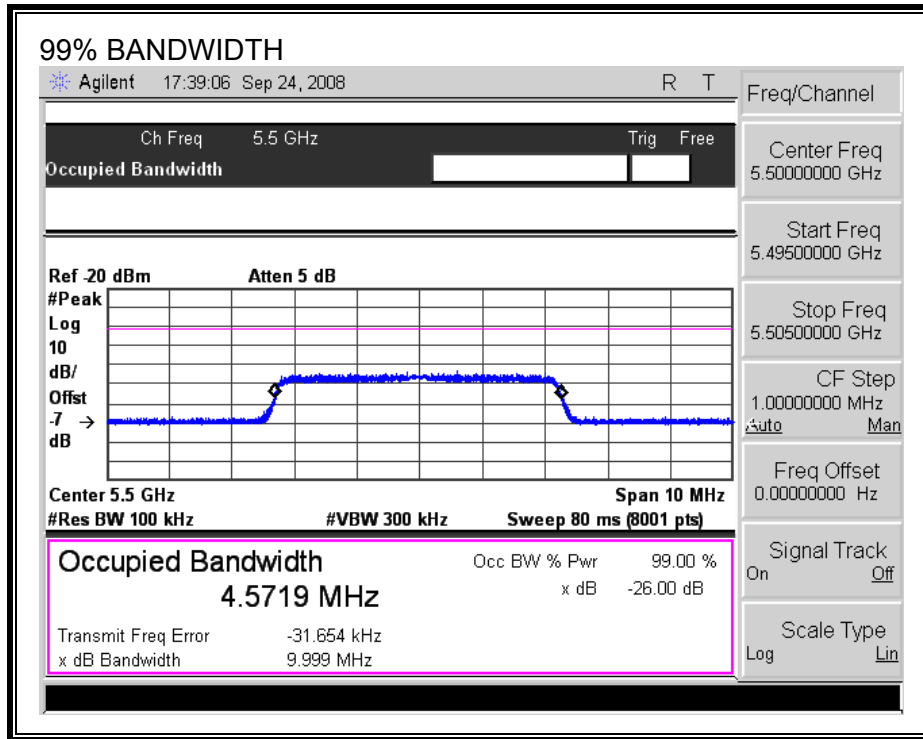 99% BANDWIDTH
Agilent 17:39:06 Sep 24, 2008 R T
Ch Freq 5.5 GHz Trig Free
Occupied Bandwidth
Ref -20 dBm Atten 5 dB
#Peak
Log
10
dB/
Offst
-7 →
dB
Center 5.5 GHz Span 10 MHz
#Res BW 100 kHz #VBW 300 kHz Sweep 80 ms (8001 pts)
Occupied Bandwidth Occ BW % Pwr 99.00 %
4.5719 MHz x dB -26.00 dB
Transmit Freq Error -31.654 kHz
x dB Bandwidth 9.999 MHz
Freq/Channel
Center Freq
5.50000000 GHz
Start Freq
5.49500000 GHz
Stop Freq
5.50500000 GHz
CF Step
1.00000000 MHz
Auto Man
Freq Offset
0.00000000 Hz
Signal Track
On Off
Scale Type
Log Lin